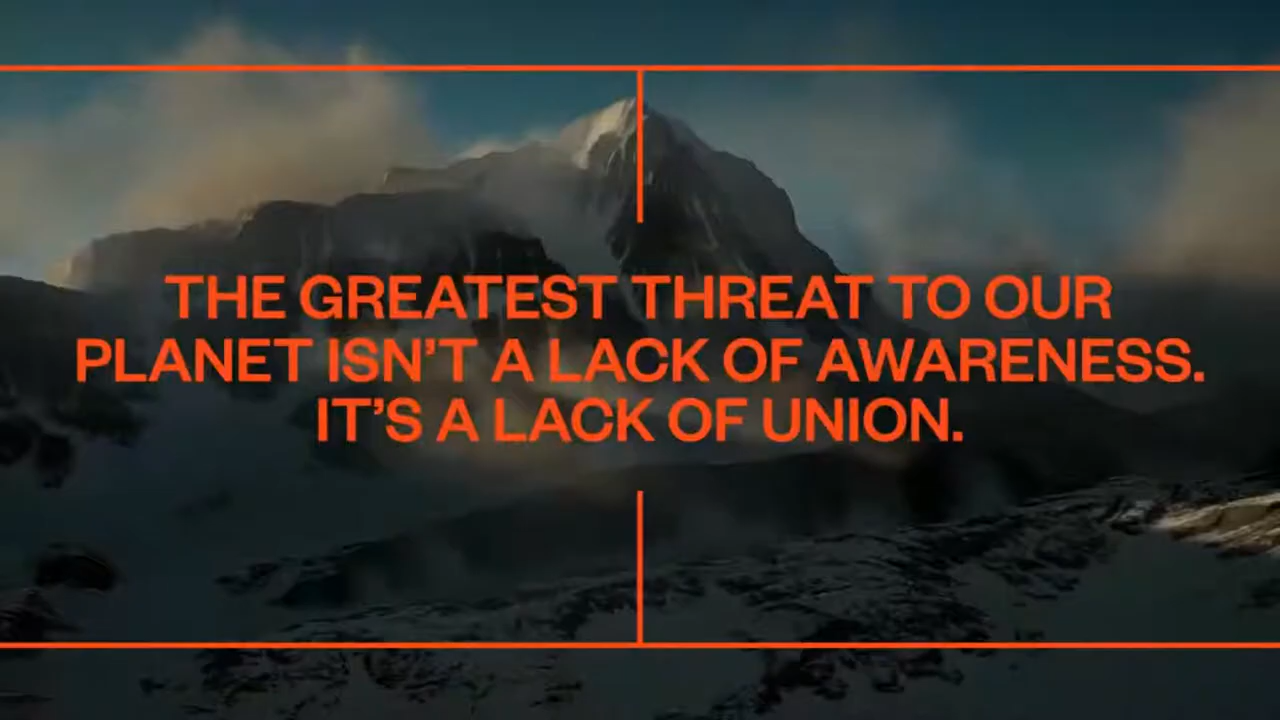 THE GREATEST THREAT TO OUR
PLANET ISN'T A LACK OF AWARENESS.
IT'S A LACK OF UNION.